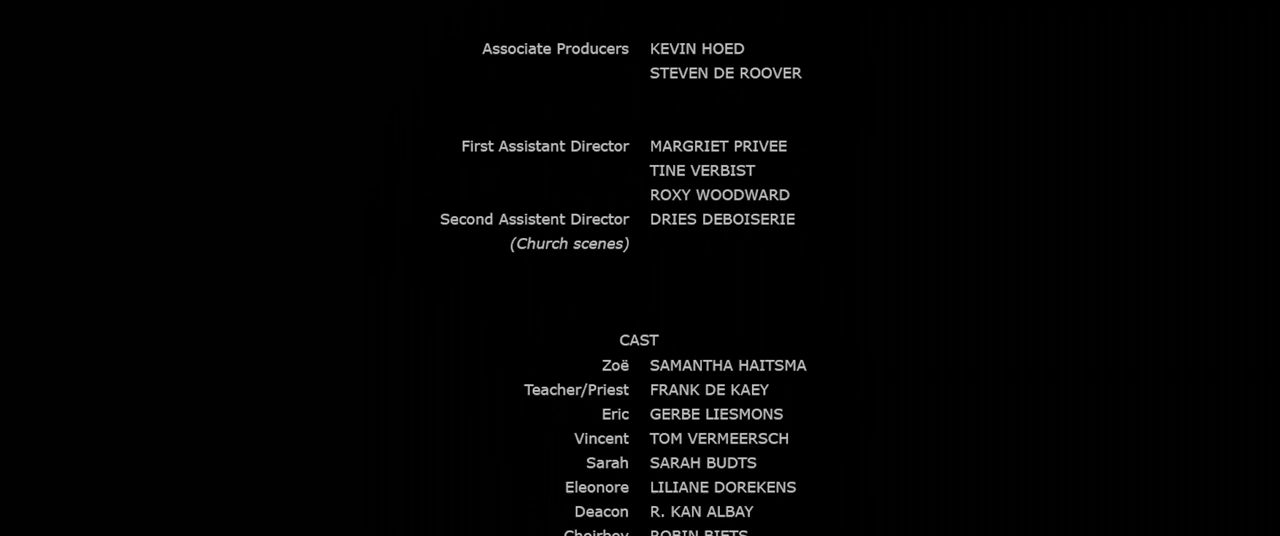 Associate Producers KEVIN HOED
STEVEN DE ROOVER
First Assistant Director MARGRIET PRIVEE
TINE VERBIST
ROXY WOODWARD
Second Assistent Director DRIES DEBOISERIE
(Church scenes)
CAST
Zoë SAMANTHA HAITSMA
Teacher/Priest FRANK DE KAEY
Eric GERBE LIESMONS
Vincent TOM VERMEERSCH
Sarah SARAH BUDTS
Eleonore LILIANE DOREKENS
Deacon R. KAN ALBAY
Choirboy ROBIN